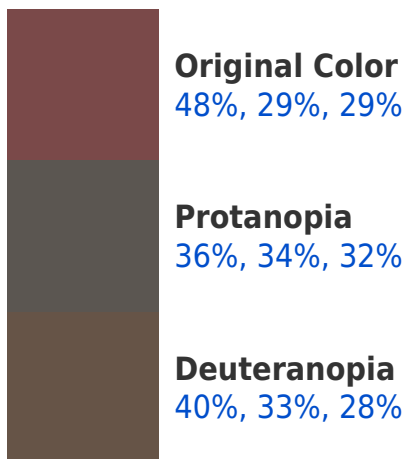 Original Color
48%, 29%, 29%
Protanopia
36%, 34%, 32%
Deuteranopia
40%, 33%, 28%